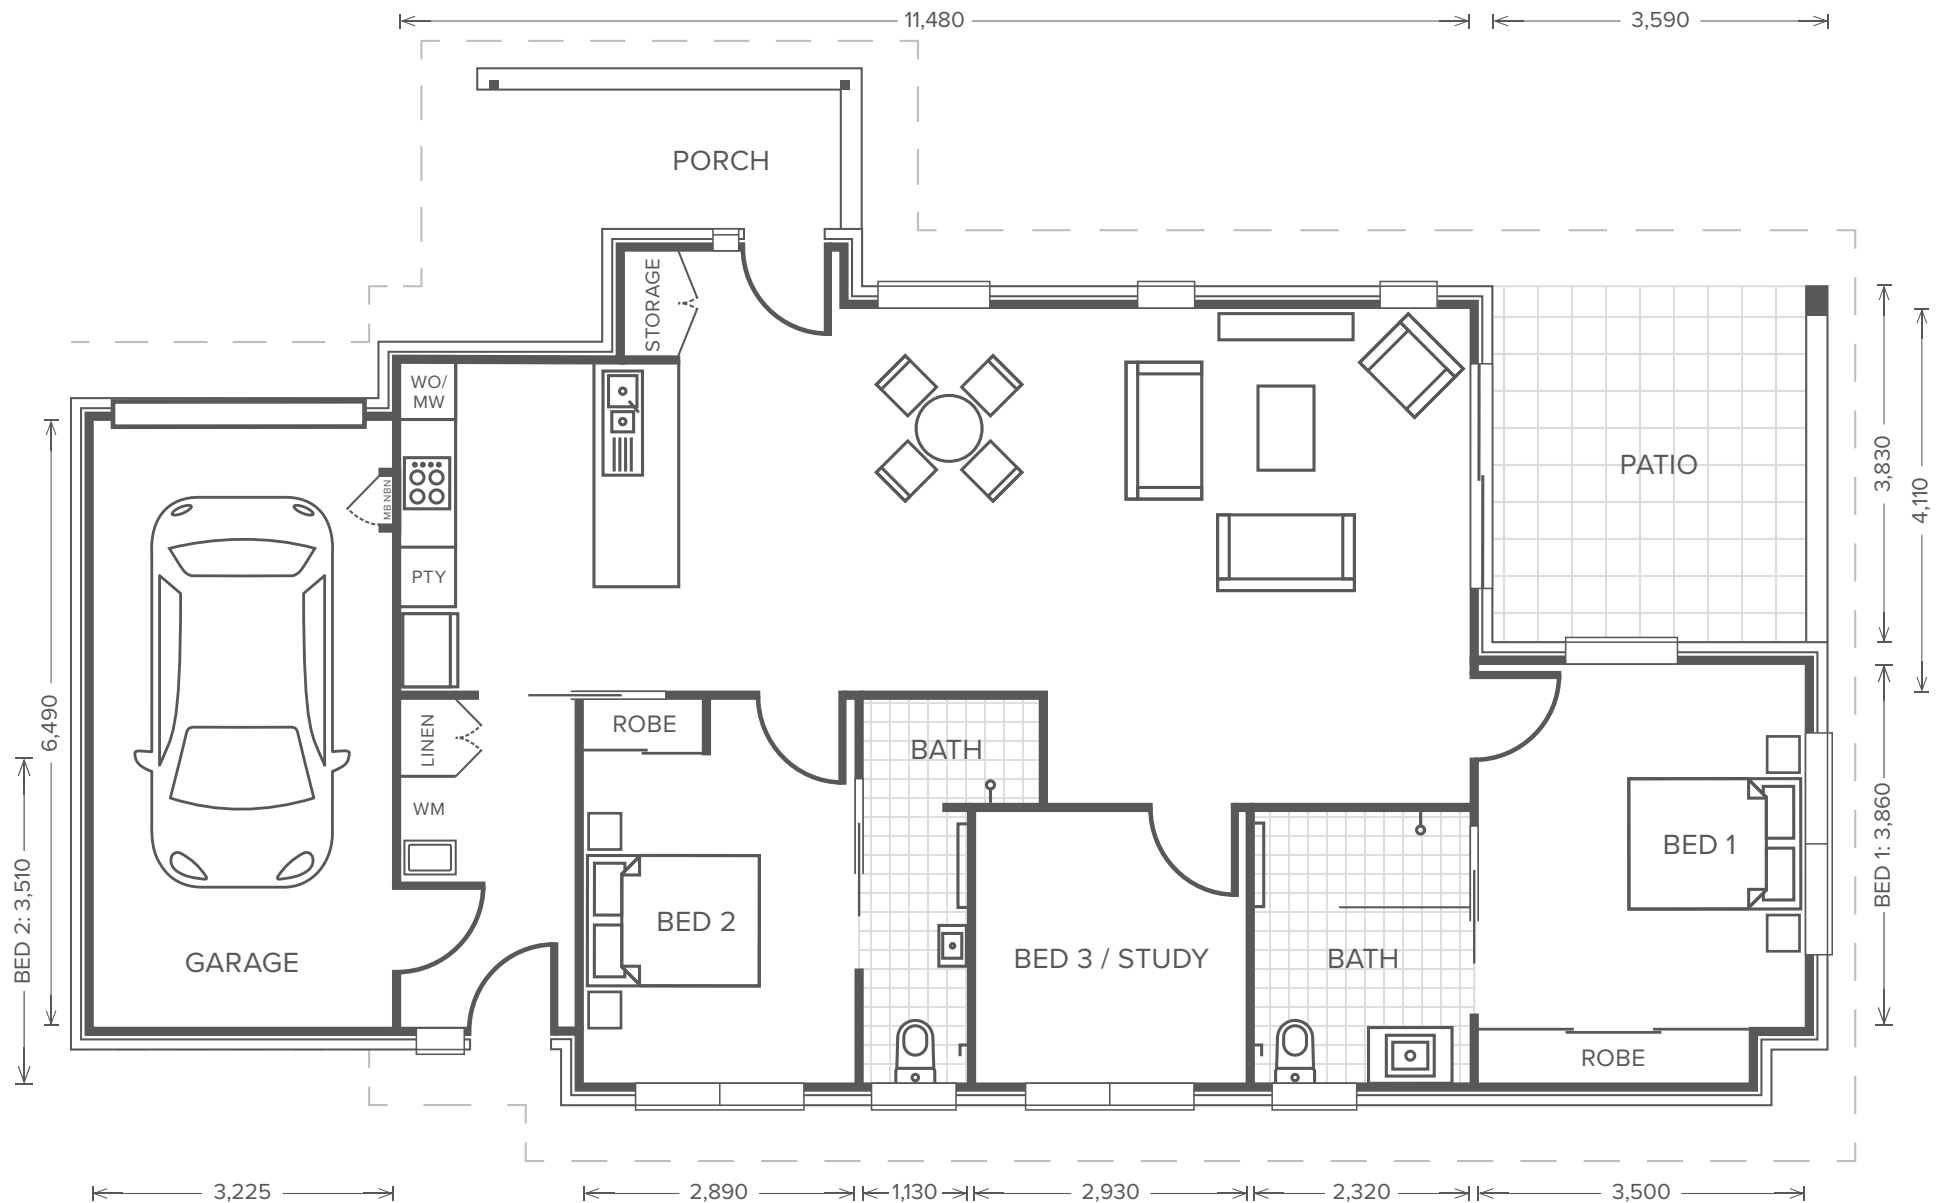 11,480
3,590
PORCH
STORAGE
WO/
MW
MB NBN
PTY
PATIO
3,830
4,110
6,490
LINEN
ROBE
BATH
WM
BED 2: 3,510
BED 1: 3,860
BED 1
BED 2
GARAGE
BED 3 / STUDY
BATH
ROBE
3,225
2,890
1,130
2,930
2,320
3,500